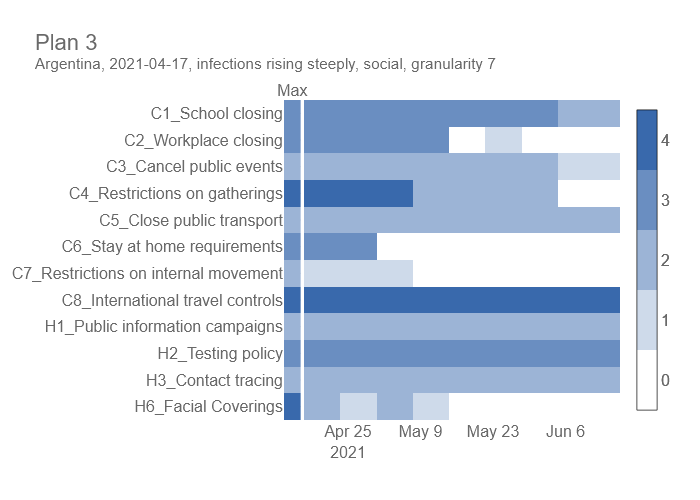 Plan 3
Argentina, 2021-04-17, infections rising steeply, social, granularity 7
Max
C1_School closing
C2_Workplace closing
C3_Cancel public events
C4_Restrictions on gatherings
C5_Close public transport
C6_Stay at home requirements
C7_Restrictions on internal movement
C8_International travel controls
H1_Public information campaigns
H2_Testing policy
H3_Contact tracing
H6_Facial Coverings
Apr 25 May 9 May 23 Jun 6
2021
4
3
2
1
0